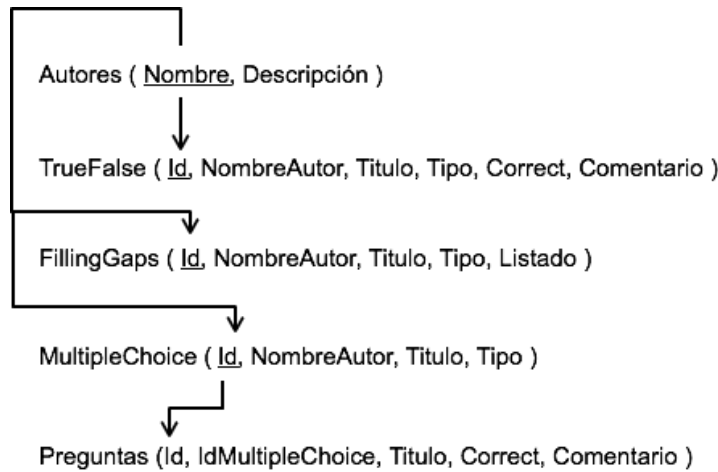 Autores ( Nombre, Descripción )
TrueFalse ( Id, NombreAutor, Titulo, Tipo, Correct, Comentario )
FillingGaps ( Id, NombreAutor, Titulo, Tipo, Listado )
MultipleChoice ( Id, NombreAutor, Titulo, Tipo )
Preguntas (Id, IdMultipleChoice, Titulo, Correct, Comentario )